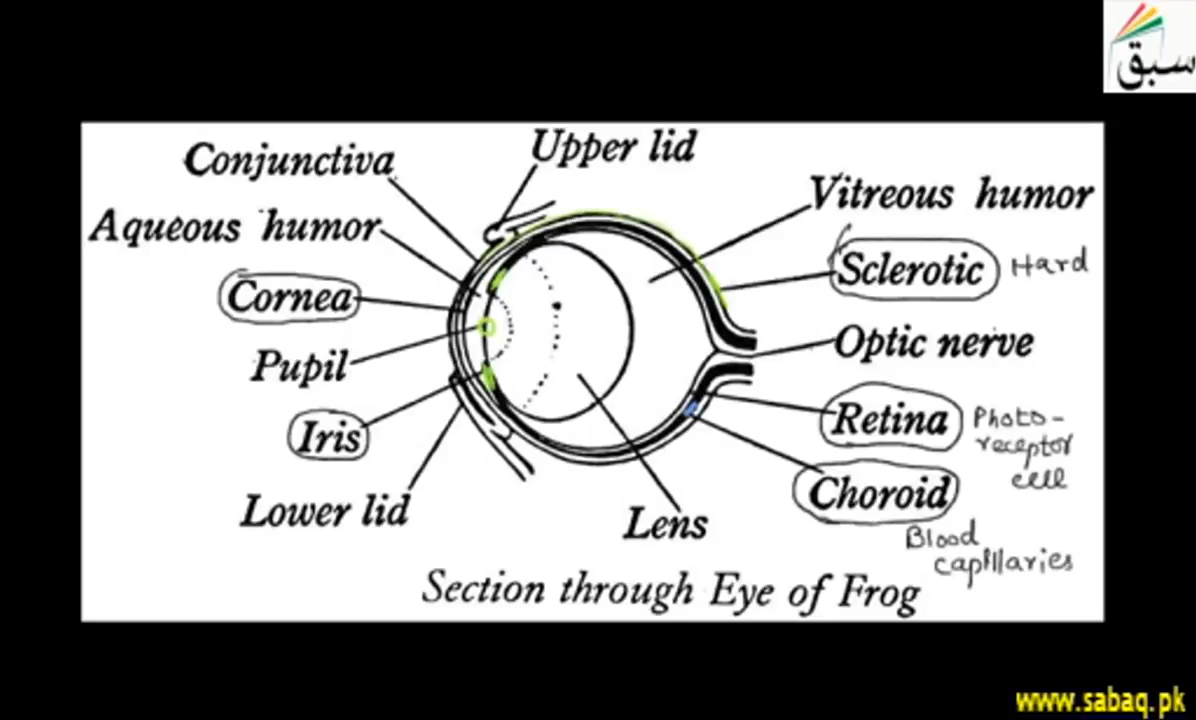 سبق
Conjunctiva
Upper lid
Vitreous humor
Aqueous humor
Sclerotic
Hard
Cornea
Optic nerve
Pupil
Retina
Photo-
receptor
cell
Iris
Choroid
Lower lid
Lens
Blood
capillaries
Section through Eye of Frog
www.sabaq.pk